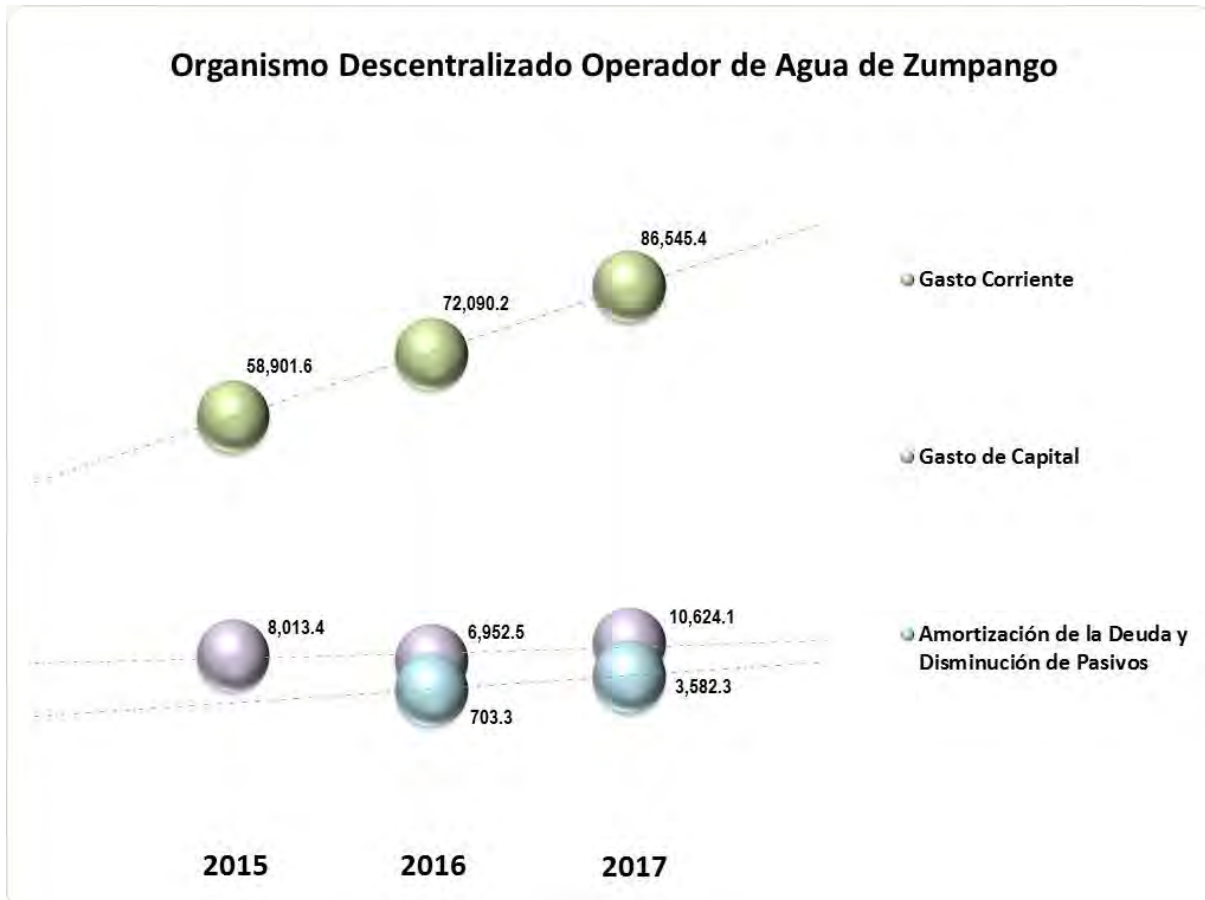 Organismo Descentralizado Operador de Agua de Zumpango
86,545.4
72,090.2
58,901.6
Gasto Corriente
Gasto de Capital
8,013.4
6,952.5
10,624.1
703.3
3,582.3
Amortización de la Deuda y
Disminución de Pasivos
2015
2016
2017